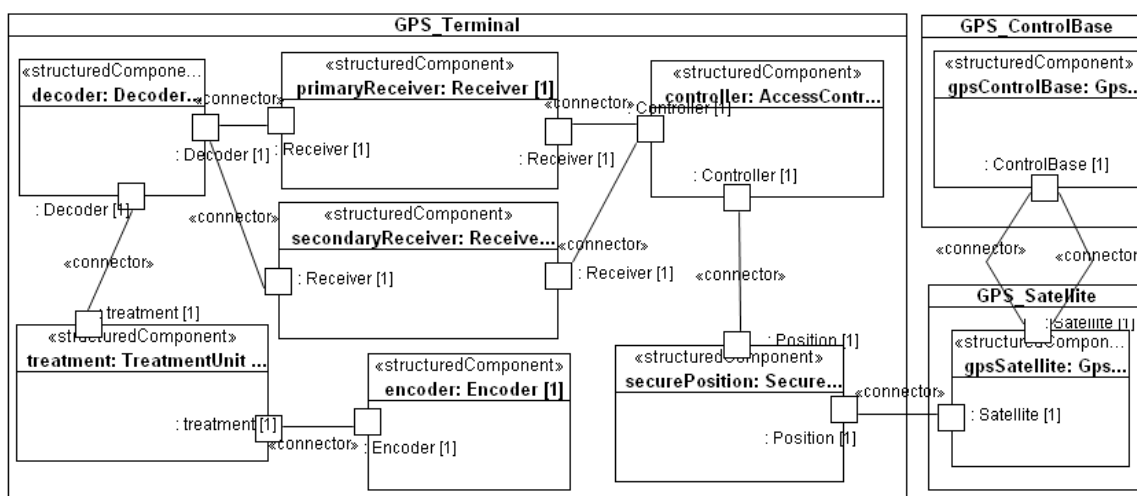 GPS_Terminal
«structuredCompone...
decoder: Decoder...
«connector»
: Decoder [1]
: Decoder [1]
«structuredComponent»
primaryReceiver: Receiver [1]
: Receiver [1]
: Receiver [1]
«connector»
«structuredComponent»
controller: AccessContr...
: Controller [1]
: Controller [1]
«connector»
«structuredComponent»
secondaryReceiver: Receive...
: Receiver [1]
: Receiver [1]
«connector»
«connector»
«connector»
: treatment [1]
«structuredComponent»
treatment: TreatmentUnit ...
: treatment [1]
«connector»
«structuredComponent»
encoder: Encoder [1]
: Encoder [1]
: Position [1]
«structuredComponent»
securePosition: Secure...
: Position [1]
«connector»
GPS_ControlBase
«structuredComponent»
gpsControlBase: Gps...
: ControlBase [1]
«connector»
«connector»
GPS_Satellite
: Satellite [1]
«structuredCompon...
gpsSatellite: Gps...
: Satellite [1]